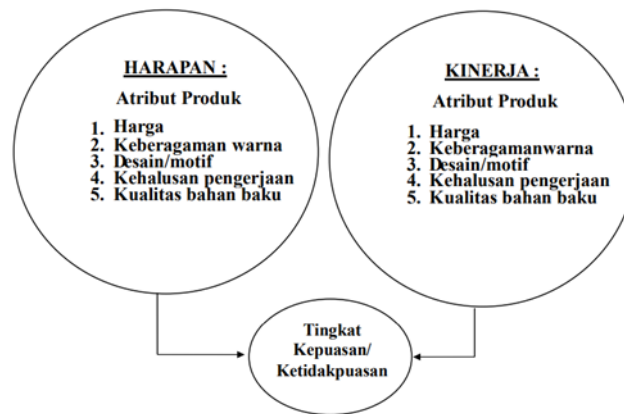 HARAPAN :
Atribut Produk
1. Harga
2. Keberagaman warna
3. Desain/motif
4. Kehalusan pengerjaan
5. Kualitas bahan baku
KINERJA :
Atribut Produk
1. Harga
2. Keberagamanwarna
3. Desain/motif
4. Kehalusan pengerjaan
5. Kualitas bahan baku
Tingkat
Kepuasan/
Ketidakpuasan